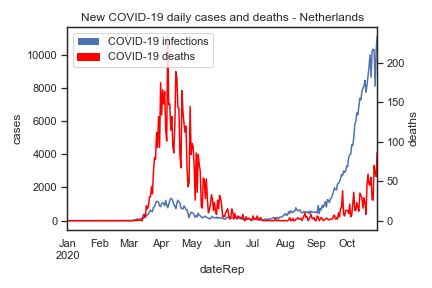 New COVID-19 daily cases and deaths - Netherlands
COVID-19 infections
COVID-19 deaths
10000
8000
6000
4000
2000
0
cases
200
150
100
50
0
deaths
Jan Feb Mar Apr May Jun Jul Aug Sep Oct
2020
dateRep